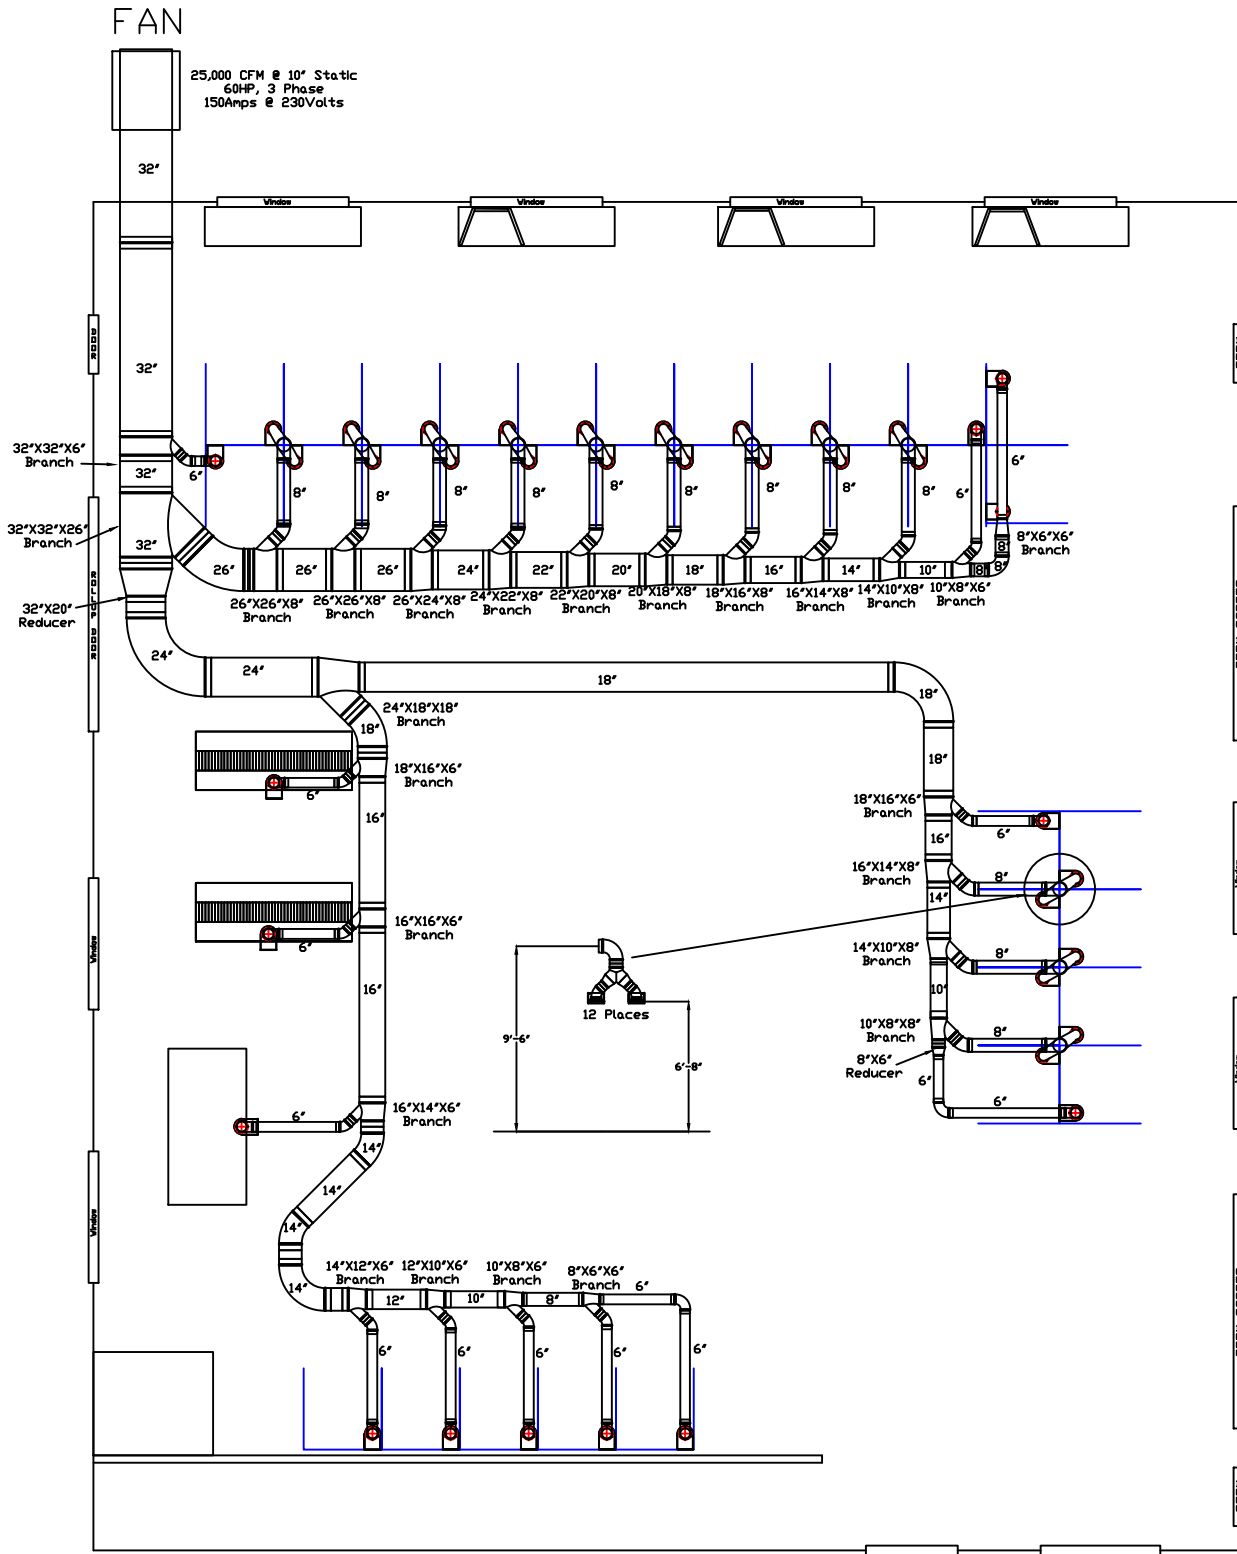 FAN
25,000 CFM @ 10" Static
60HP, 3 Phase
150Amps @ 230Volts
32"
Window
Window
Window
Window
DOOR
32"
32"X32"X6"
Branch
6"
32"
8"
8"
8"
8"
8"
8"
8"
8"
8"
6"
6"
32"X32"X26"
Branch
32"
8"X6"X6"
Branch
8"
8"
8"
26"
26"
26"
24"
22"
20"
18"
16"
14"
10"
26"X26"X8"
Branch
26"X26"X8"
Branch
26"X24"X8"
Branch
24"X22"X8"
Branch
22"X20"X8"
Branch
20"X18"X8"
Branch
18"X16"X8"
Branch
16"X14"X8"
Branch
14"X10"X8"
Branch
10"X8"X6"
Branch
32"X20"
Reducer
ROLLUP DOOR
24"
24"
18"
18"
24"X18"X18"
Branch
18"
18"
18"X16"X6"
Branch
6"
16"
18"X16"X6"
Branch
6"
16"
16"X14"X8"
Branch
8"
14"
16"X16"X6"
Branch
6"
14"X10"X8"
Branch
8"
Window
16"
10"
12 Places
9'-6"
6'-8"
10"X8"X8"
Branch
8"
8"X6"
Reducer
6"
6"
16"X14"X6"
Branch
6"
14"
14"
14"
14"
Window
14"X12"X6"
Branch
12"X10"X6"
Branch
10"X8"X6"
Branch
8"X6"X6"
Branch
6"
12"
10"
8"
6"
6"
6"
6"
6"